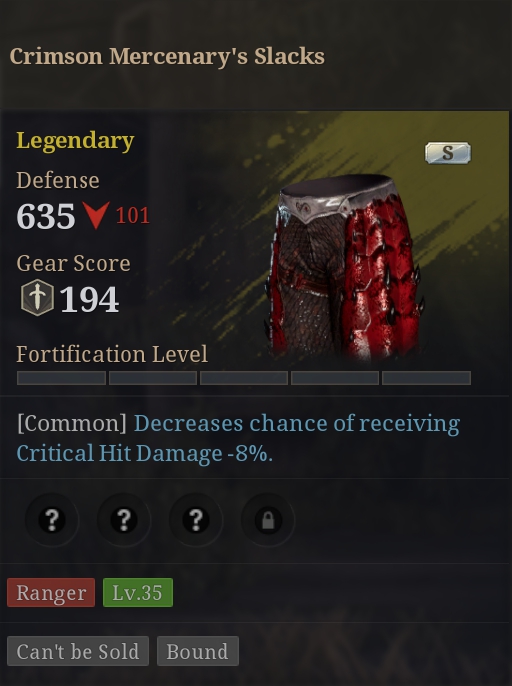 Crimson Mercenary's Slacks
Legendary
S
Defense
635 101
Gear Score
194
Fortification Level
[Common] Decreases chance of receiving
Critical Hit Damage -8%.
? ? ?
Ranger Lv.35
Can't be Sold Bound